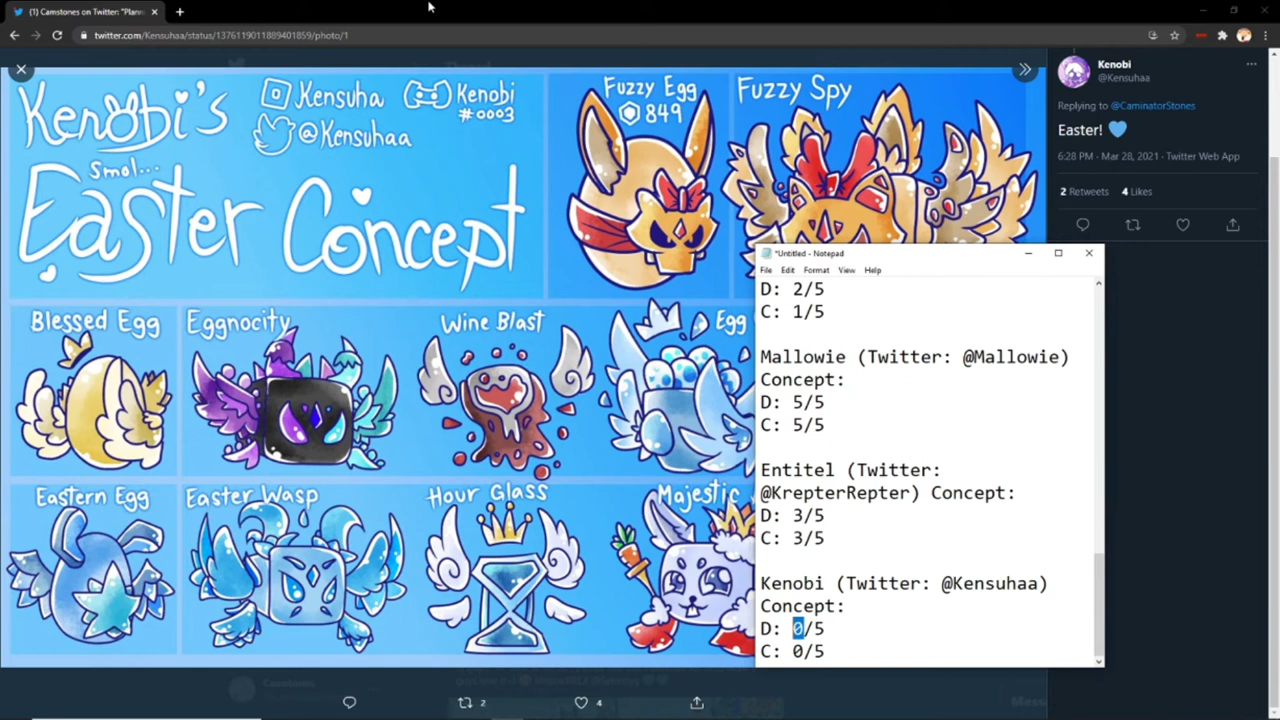 (1) Camstones on Twitter: "Plann
twitter.com/Kensuhaa/status/1376119011889401859/photo/1
Kenobi's
Kensuha
Kenobi
#0003
@Kensuhaa
Smol...
Easter Concept
Fuzzy Egg
849
Fuzzy Spy
Blessed Egg
Eggnocity
Wine Blast
Egg
Eastern Egg
Easter Wasp
Hour Glass
Majestic
Kenobi
@Kensuhaa
Replying to @CaminatorStones
Easter!
6:28 PM · Mar 28, 2021 · Twitter Web App
2 Retweets 4 Likes
*Untitled - Notepad
File Edit Format View Help
D: 2/5
C: 1/5
Mallowie (Twitter: @Mallowie)
Concept:
D: 5/5
C: 5/5
Entitel (Twitter:
@KrepterRepter) Concept:
D: 3/5
C: 3/5
Kenobi (Twitter: @Kensuhaa)
Concept:
D: 0/5
C: 0/5
2
4